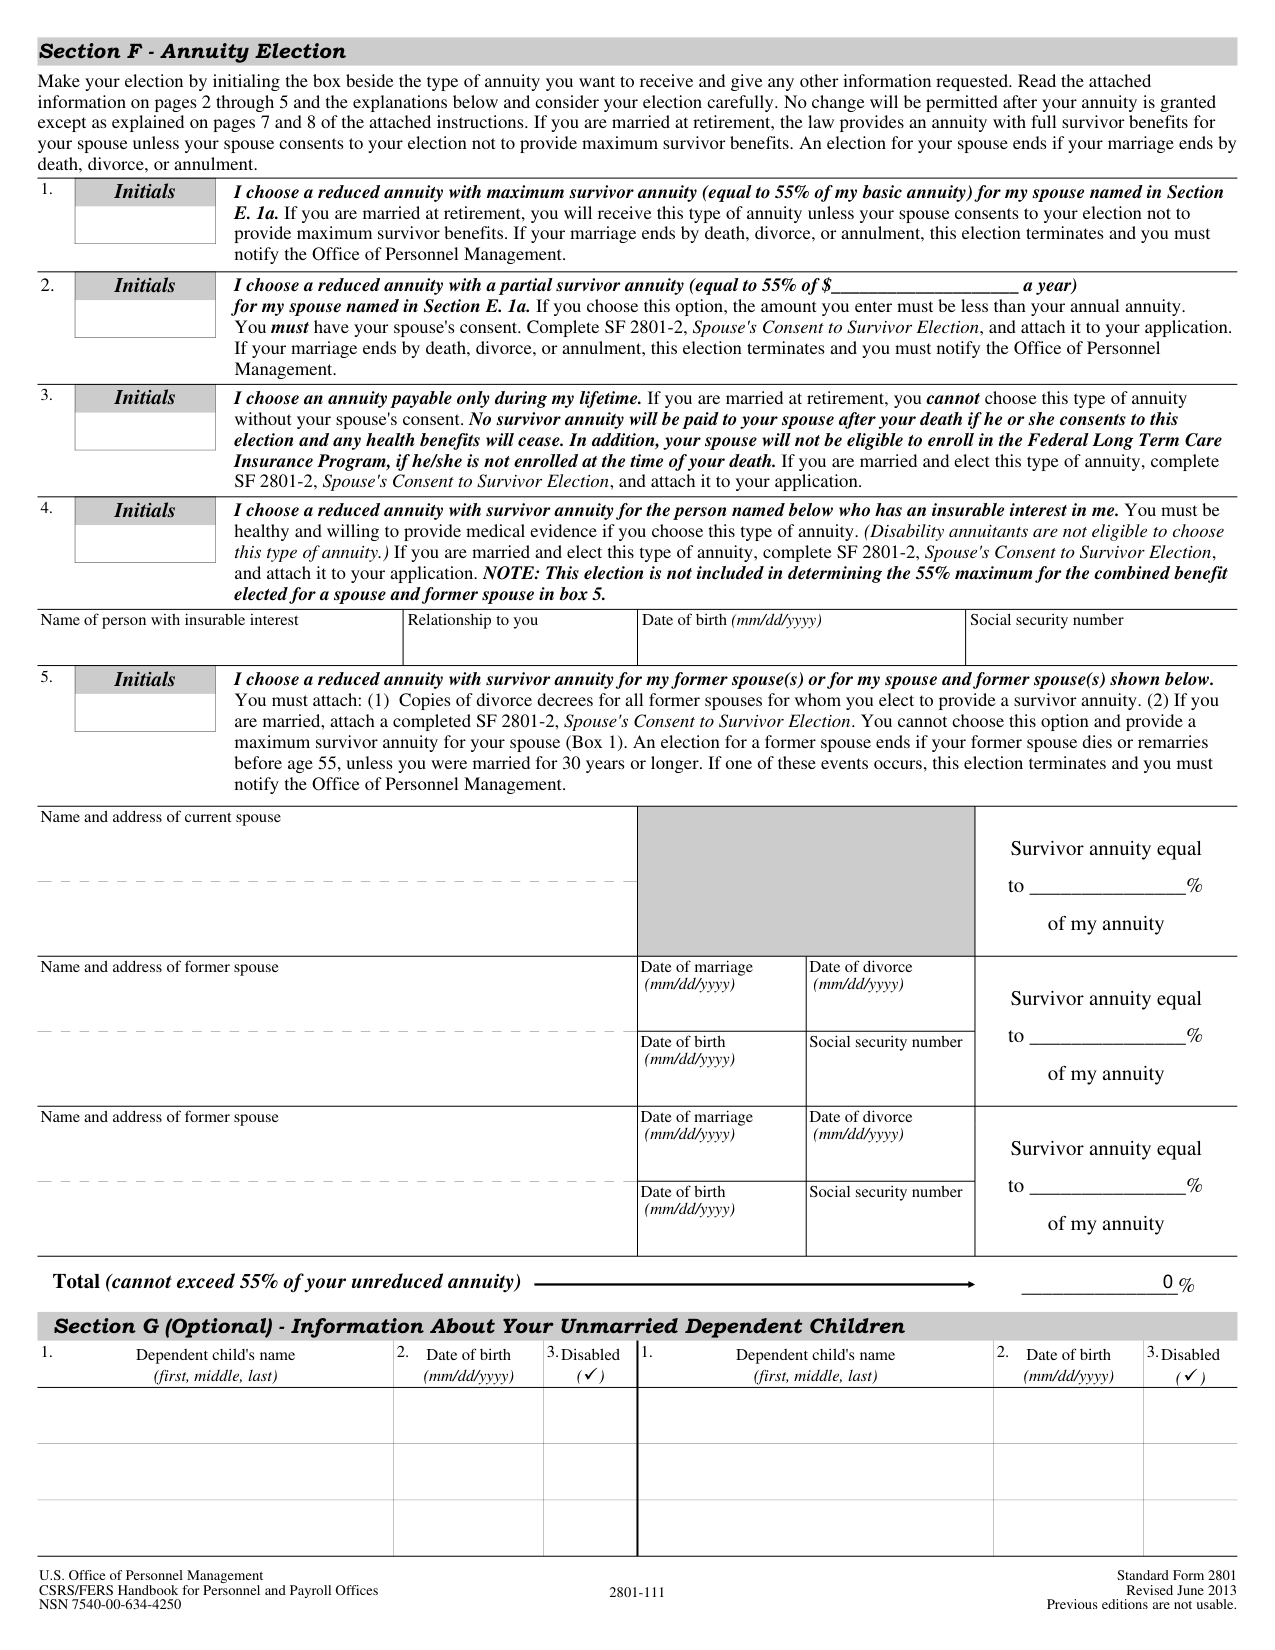 Section F - Annuity Election
Make your election by initialing the box beside the type of annuity you want to receive and give any other information requested. Read the attached
information on pages 2 through 5 and the explanations below and consider your election carefully. No change will be permitted after your annuity is granted
except as explained on pages 7 and 8 of the attached instructions. If you are married at retirement, the law provides an annuity with full survivor benefits for
your spouse unless your spouse consents to your election not to provide maximum survivor benefits. An election for your spouse ends if your marriage ends by
death, divorce, or annulment.
1. Initials I choose a reduced annuity with maximum survivor annuity (equal to 55% of my basic annuity) for my spouse named in Section
E. 1a. If you are married at retirement, you will receive this type of annuity unless your spouse consents to your election not to
provide maximum survivor benefits. If your marriage ends by death, divorce, or annulment, this election terminates and you must
notify the Office of Personnel Management.
2. Initials I choose a reduced annuity with a partial survivor annuity (equal to 55% of $__________________ a year)
for my spouse named in Section E. 1a. If you choose this option, the amount you enter must be less than your annual annuity.
You must have your spouse's consent. Complete SF 2801-2, Spouse's Consent to Survivor Election, and attach it to your application.
If your marriage ends by death, divorce, or annulment, this election terminates and you must notify the Office of Personnel
Management.
3. Initials I choose an annuity payable only during my lifetime. If you are married at retirement, you cannot choose this type of annuity
without your spouse's consent. No survivor annuity will be paid to your spouse after your death if he or she consents to this
election and any health benefits will cease. In addition, your spouse will not be eligible to enroll in the Federal Long Term Care
Insurance Program, if he/she is not enrolled at the time of your death. If you are married and elect this type of annuity, complete
SF 2801-2, Spouse's Consent to Survivor Election, and attach it to your application.
4. Initials I choose a reduced annuity with survivor annuity for the person named below who has an insurable interest in me. You must be
healthy and willing to provide medical evidence if you choose this type of annuity. (Disability annuitants are not eligible to choose
this type of annuity.) If you are married and elect this type of annuity, complete SF 2801-2, Spouse's Consent to Survivor Election,
and attach it to your application. NOTE: This election is not included in determining the 55% maximum for the combined benefit
elected for a spouse and former spouse in box 5.
Name of person with insurable interest Relationship to you Date of birth (mm/dd/yyyy) Social security number
5. Initials I choose a reduced annuity with survivor annuity for my former spouse(s) or for my spouse and former spouse(s) shown below.
You must attach: (1) Copies of divorce decrees for all former spouses for whom you elect to provide a survivor annuity. (2) If you
are married, attach a completed SF 2801-2, Spouse's Consent to Survivor Election. You cannot choose this option and provide a
maximum survivor annuity for your spouse (Box 1). An election for a former spouse ends if your former spouse dies or remarries
before age 55, unless you were married for 30 years or longer. If one of these events occurs, this election terminates and you must
notify the Office of Personnel Management.
Name and address of current spouse
Survivor annuity equal
to _______________%
of my annuity
Name and address of former spouse Date of marriage Date of divorce
(mm/dd/yyyy) (mm/dd/yyyy)
Survivor annuity equal
to _______________%
Date of birth Social security number
(mm/dd/yyyy)
of my annuity
Name and address of former spouse Date of marriage Date of divorce
(mm/dd/yyyy) (mm/dd/yyyy)
Survivor annuity equal
to _______________%
Date of birth Social security number
(mm/dd/yyyy)
of my annuity
Total (cannot exceed 55% of your unreduced annuity) 0 %
Section G (Optional) - Information About Your Unmarried Dependent Children
1. Dependent child's name 2. Date of birth 3. Disabled 1. Dependent child's name 2. Date of birth 3. Disabled
(first, middle, last) (mm/dd/yyyy) (✓) (first, middle, last) (mm/dd/yyyy) (✓)
U.S. Office of Personnel Management
CSRS/FERS Handbook for Personnel and Payroll Offices
NSN 7540-00-634-4250
2801-111
Standard Form 2801
Revised June 2013
Previous editions are not usable.